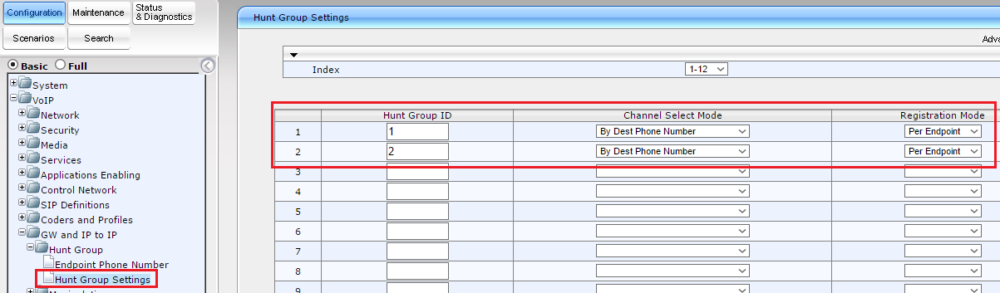 Configuration Maintenance Status & Diagnostics
Scenarios Search
Basic Full
System
VoIP
Network
Security
Media
Services
Applications Enabling
Control Network
SIP Definitions
Coders and Profiles
GW and IP to IP
Hunt Group
Endpoint Phone Number
Hunt Group Settings
Hunt Group Settings
Index 1-12
Hunt Group ID Channel Select Mode Registration Mode
1 1 By Dest Phone Number Per Endpoint
2 2 By Dest Phone Number Per Endpoint
3
4
5
6
7
8
9